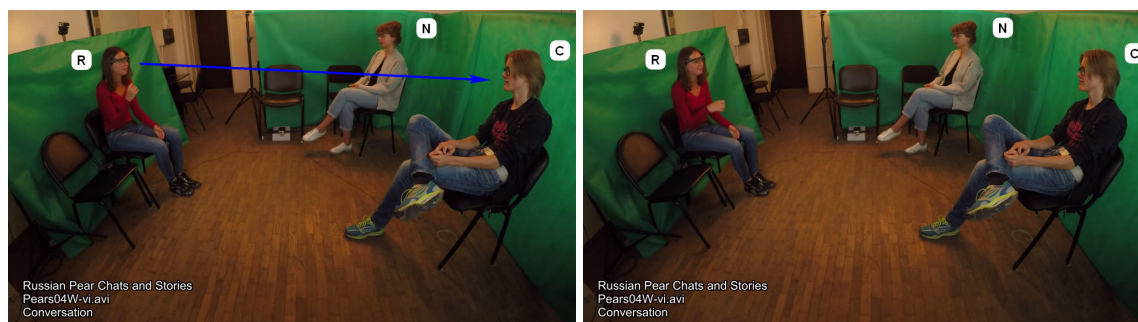 R
N
C
Russian Pear Chats and Stories
Pears04W-vi.avi
Conversation
R
N
C
Russian Pear Chats and Stories
Pears04W-vi.avi
Conversation